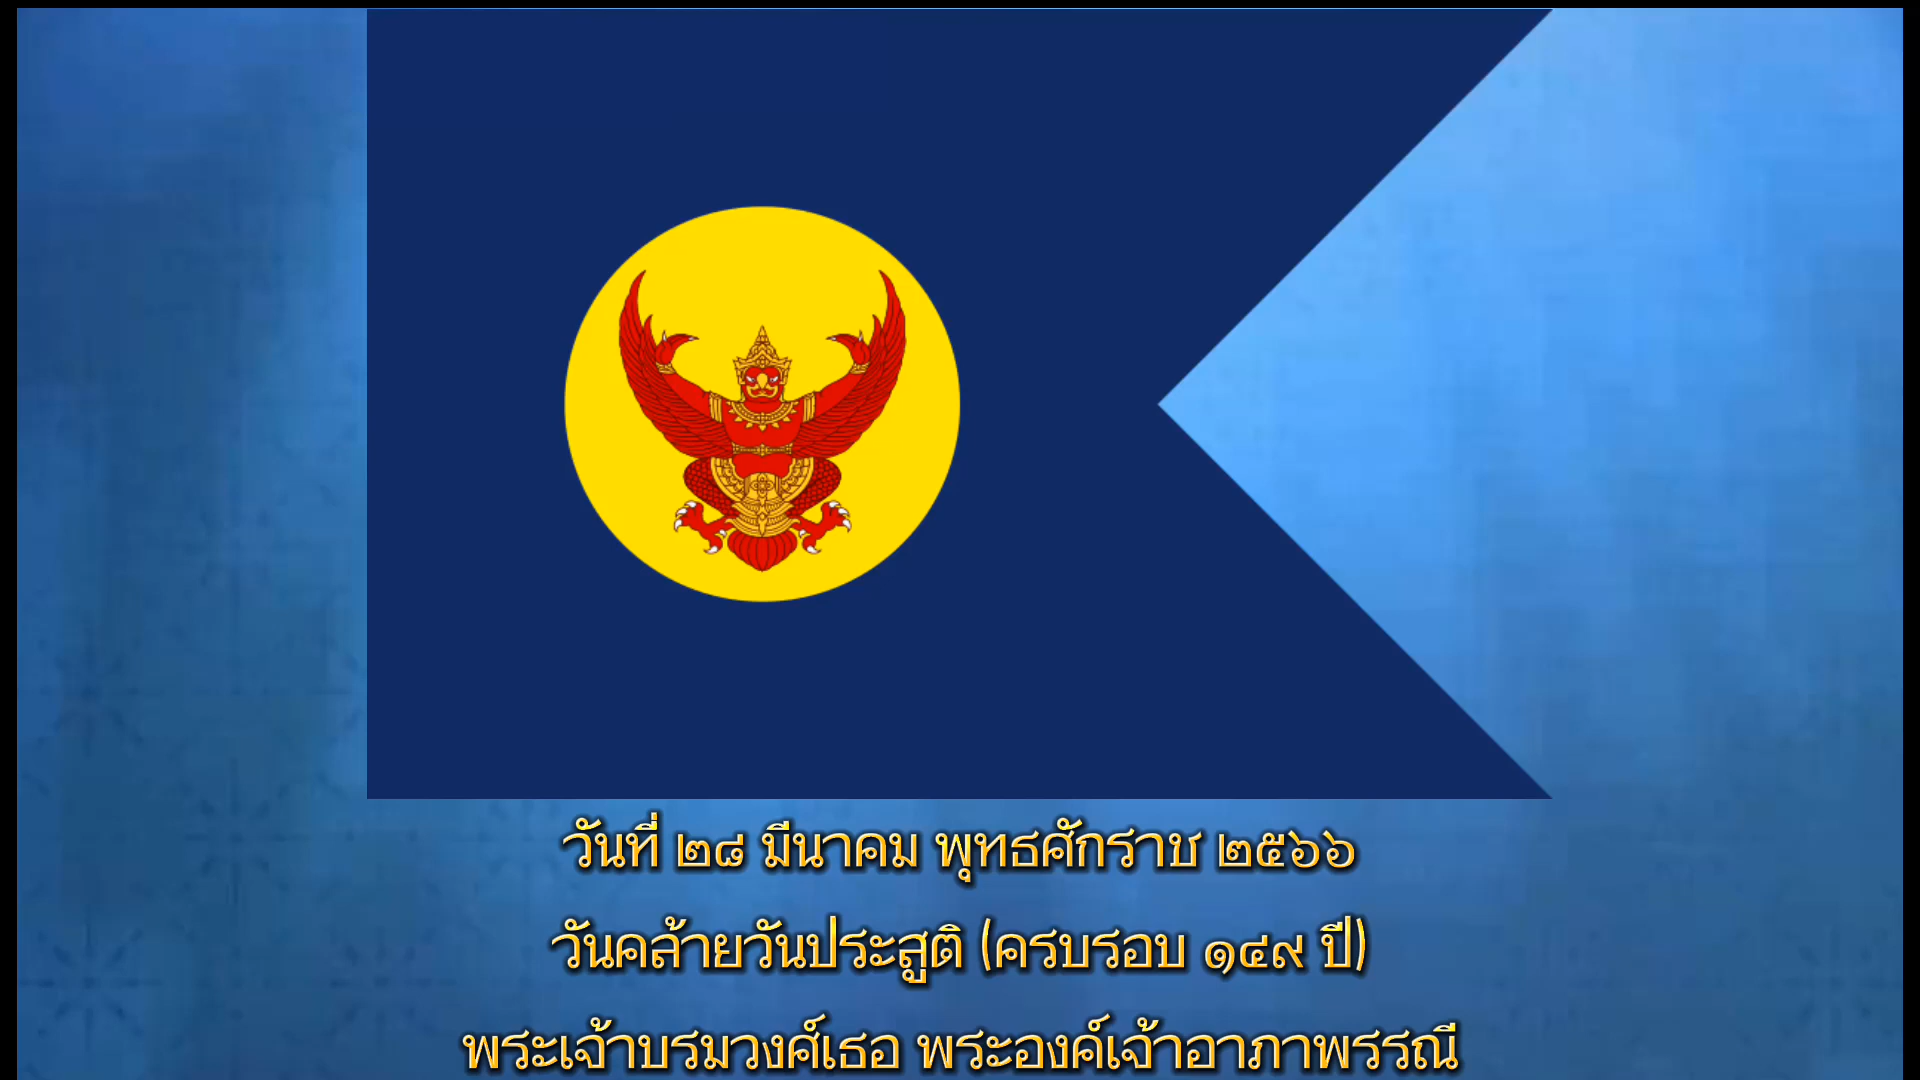 วันที่ ๒๘ มีนาคม พุทธศักราช ๒๕๖๖
วันคล้ายวันประสูติ (ครบรอบ ๑๔๙ ปี)
พระเจ้าบรมวงศ์เธอ พระองค์เจ้าอาภาพรรณี